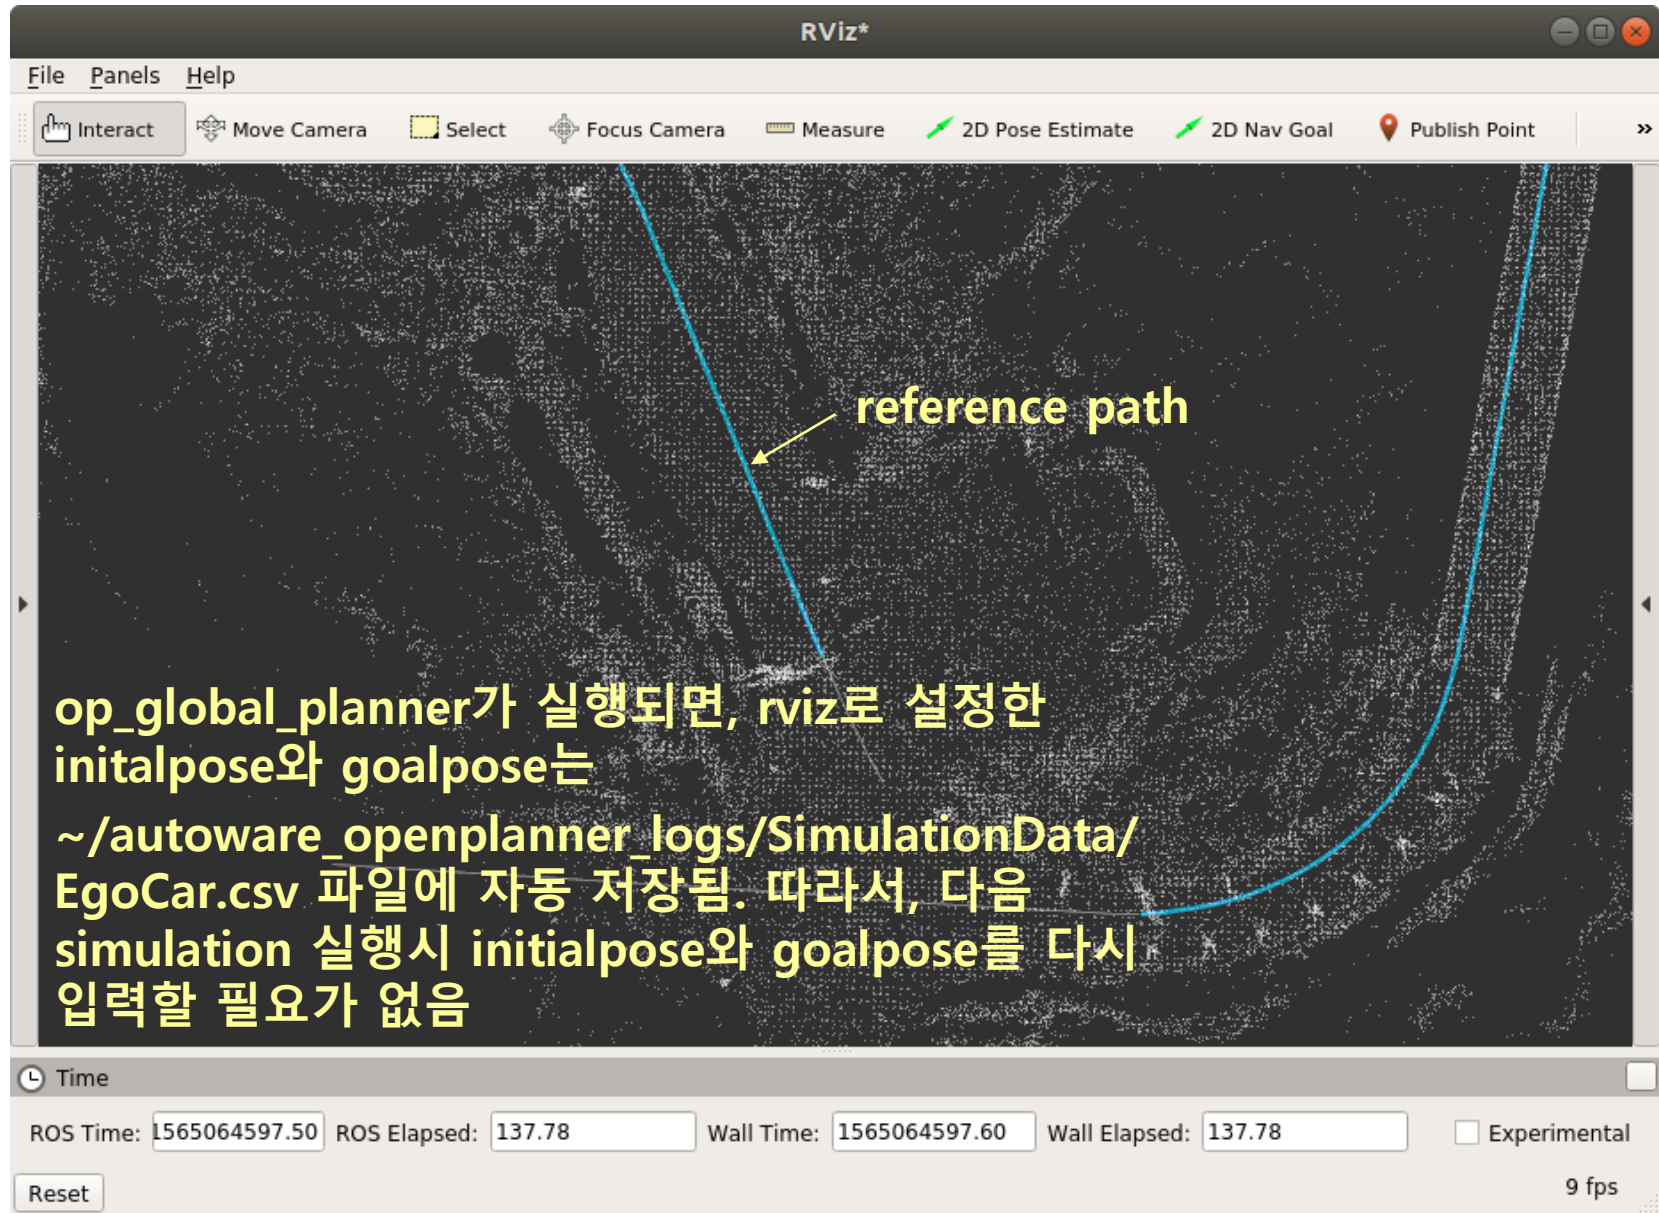 RViz*
File Panels Help
Interact Move Camera Select Focus Camera Measure 2D Pose Estimate 2D Nav Goal Publish Point »
reference path
op_global_planner가 실행되면, rviz로 설정한
initalpose와 goalpose는
~/autoware_openplanner_logs/SimulationData/
EgoCar.csv 파일에 자동 저장됨. 따라서, 다음
simulation 실행시 initialpose와 goalpose를 다시
입력할 필요가 없음
Time
ROS Time: 1565064597.50 ROS Elapsed: 137.78 Wall Time: 1565064597.60 Wall Elapsed: 137.78 Experimental
Reset 9 fps